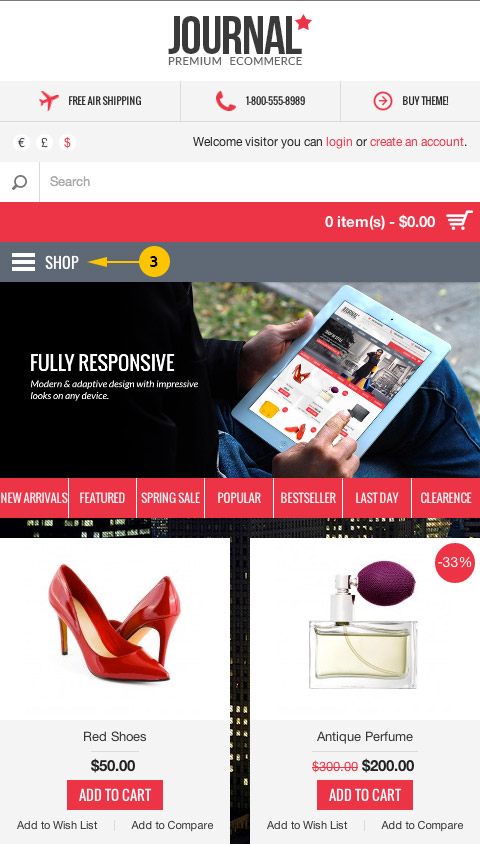 JOURNAL
PREMIUM ECOMMERCE
FREE AIR SHIPPING
1-800-555-8989
BUY THEME!
€ £ $
Welcome visitor you can login or create an account.
Search
0 item(s) - $0.00
SHOP
3
FULLY RESPONSIVE
Modern & adaptive design with impressive
looks on any device.
NEW ARRIVALS
FEATURED
SPRING SALE
POPULAR
BESTSELLER
LAST DAY
CLEARENCE
-33%
Red Shoes
$50.00
ADD TO CART
Add to Wish List
Add to Compare
Antique Perfume
$300.00 $200.00
ADD TO CART
Add to Wish List
Add to Compare